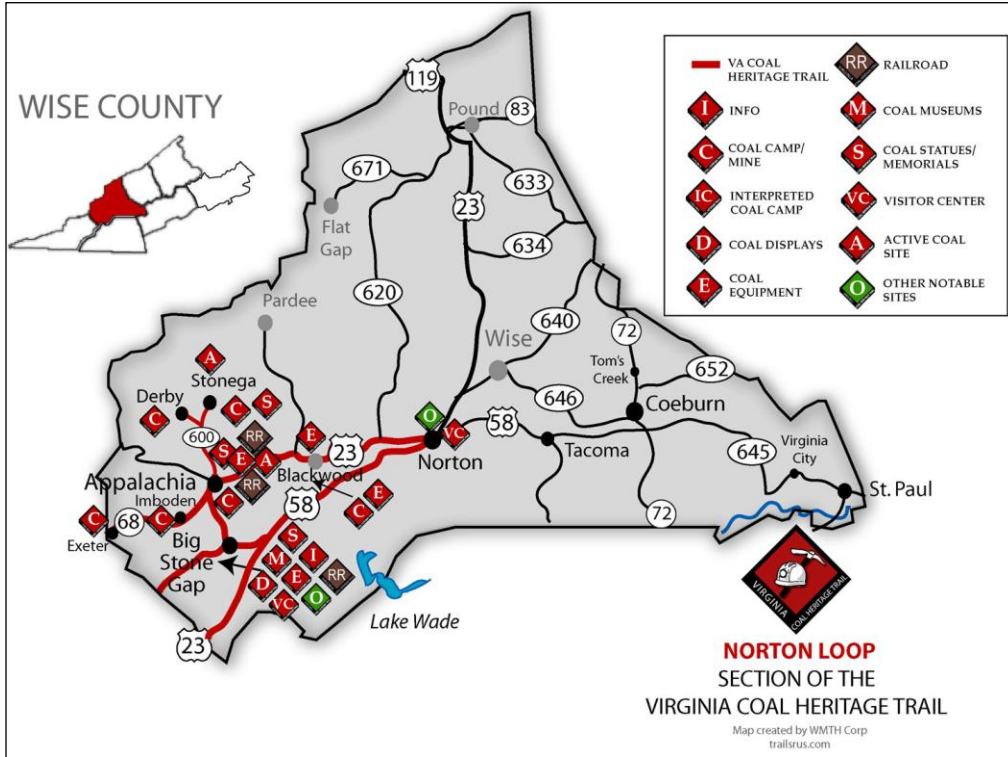 WISE COUNTY
VA COAL
HERITAGE TRAIL
RR
RAILROAD
I
INFO
M
COAL MUSEUMS
C
COAL CAMP/
MINE
S
COAL STATUES/
MEMORIALS
IC
INTERPRETED
COAL CAMP
VC
VISITOR CENTER
D
COAL DISPLAYS
A
ACTIVE COAL
SITE
E
COAL
EQUIPMENT
O
OTHER NOTABLE
SITES
119
Pound
83
671
633
23
Flat
Gap
634
620
Pardee
640
Wise
72
Tom's
Creek
652
A
Stonega
Derby
C
C
S
646
Coeburn
O
VC
58
600
RR
E
23
S
E
A
Norton
Tacoma
Virginia
City
645
Appalachia
Blackwood
RR
St. Paul
Imboden
C
58
C
E
C
68
C
72
Exeter
Big
Stone
Gap
S
M
I
D
E
RR
VC
O
Lake Wade
23
VIRGINIA
COAL HERITAGE TRAIL
NORTON LOOP
SECTION OF THE
VIRGINIA COAL HERITAGE TRAIL
Map created by WMTH Corp
trailsrus.com